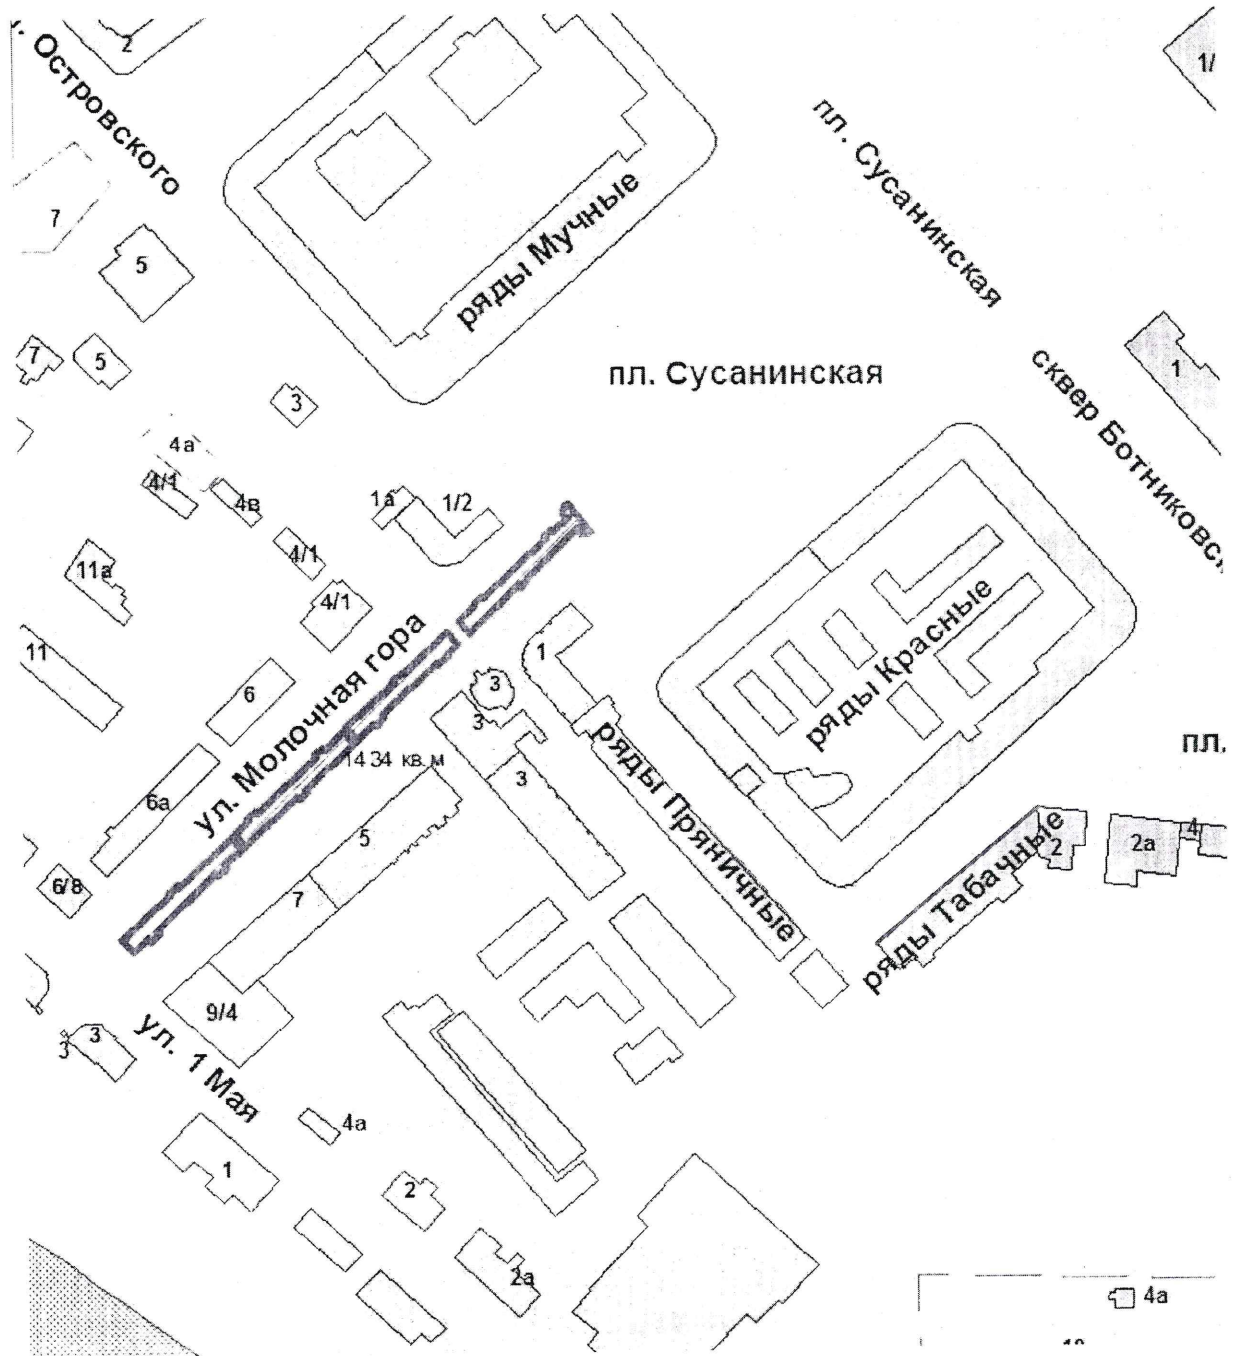 2
1/
ул. Островского
пл. Сусанинская
7
5
ряды Мучные
7
5
3
пл. Сусанинская
1
сквер Ботниковск
4а
4/1
4в
1а
1/2
4/1
11а
4/1
11
6
ул. Молочная гора
1
3
3
ряды Красные
14 34 кв.м
3
ряды Пряничные
пл.
6а
5
2
2а
4
6/8
7
ряды Табачные
9/4
3
3
ул. 1 Мая
4а
1
2
2а
4а